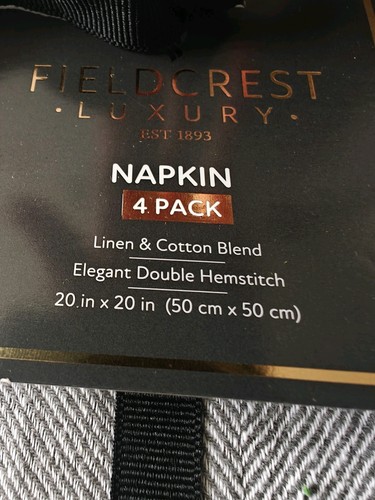 FIELDCREST
• LUXURY •
EST 1893
NAPKIN
4 PACK
Linen & Cotton Blend
Elegant Double Hemstitch
20 in x 20 in (50 cm x 50 cm)